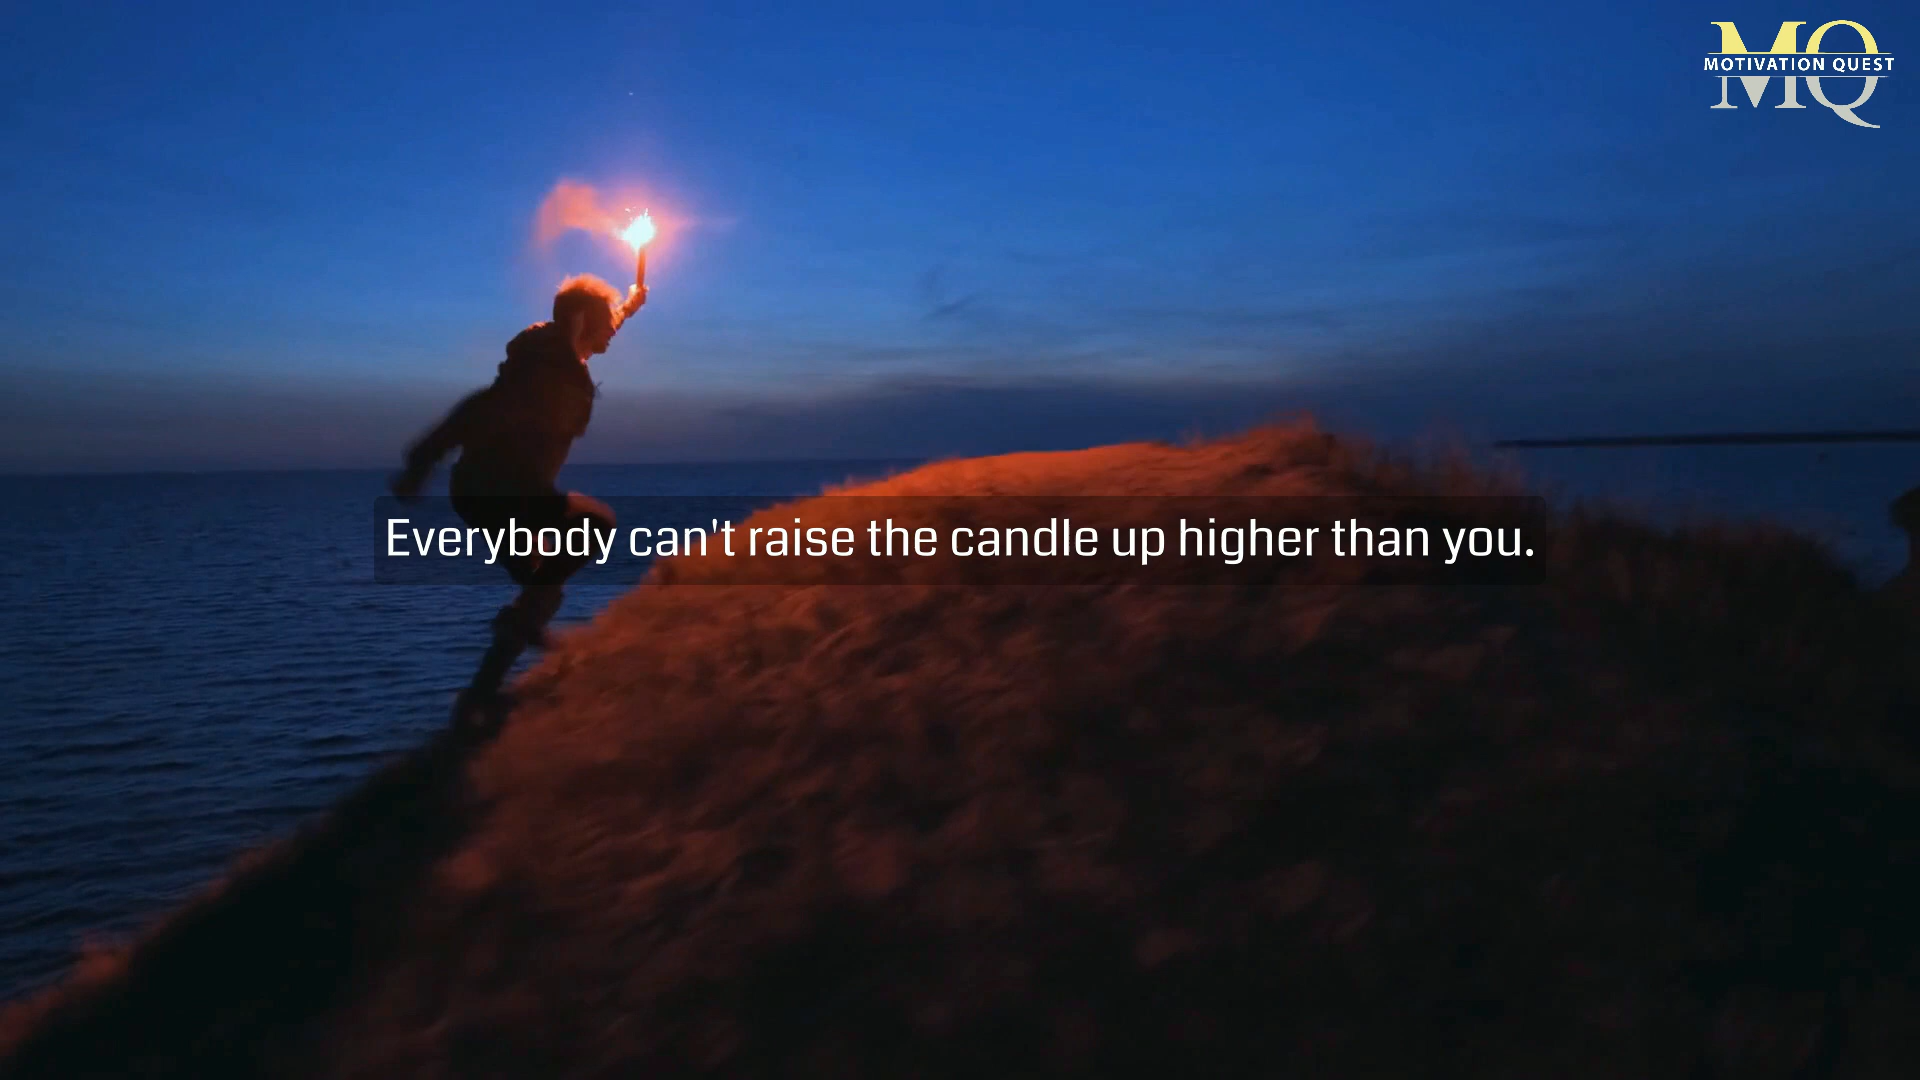 MQ
MOTIVATION QUEST
Everybody can't raise the candle up higher than you.